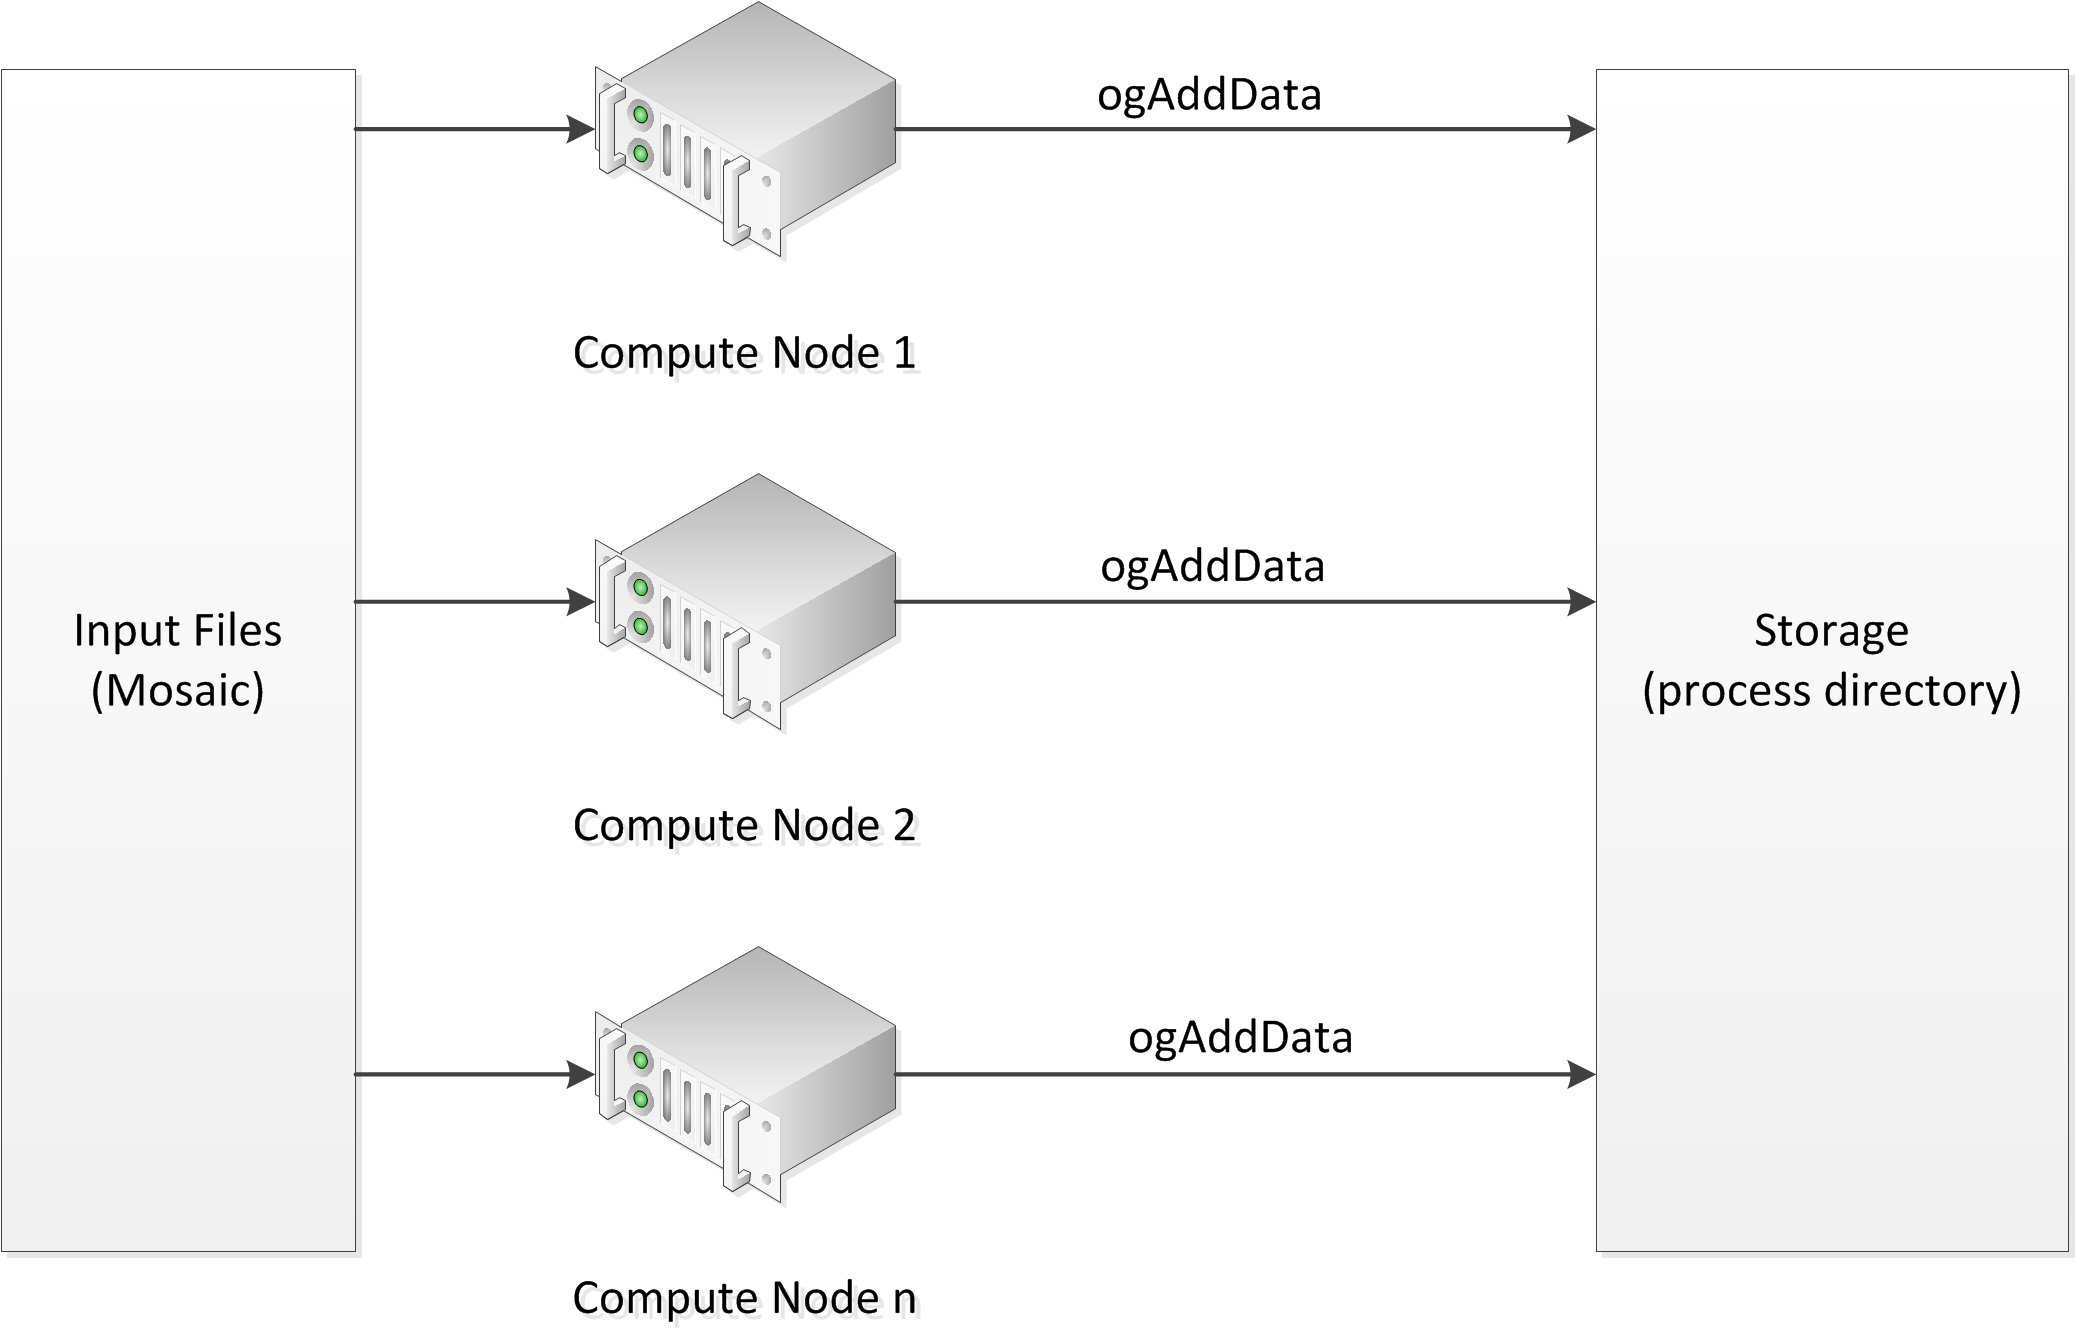 ogAddData
Compute Node 1
Input Files
(Mosaic)
ogAddData
Compute Node 2
Storage
(process directory)
ogAddData
Compute Node n